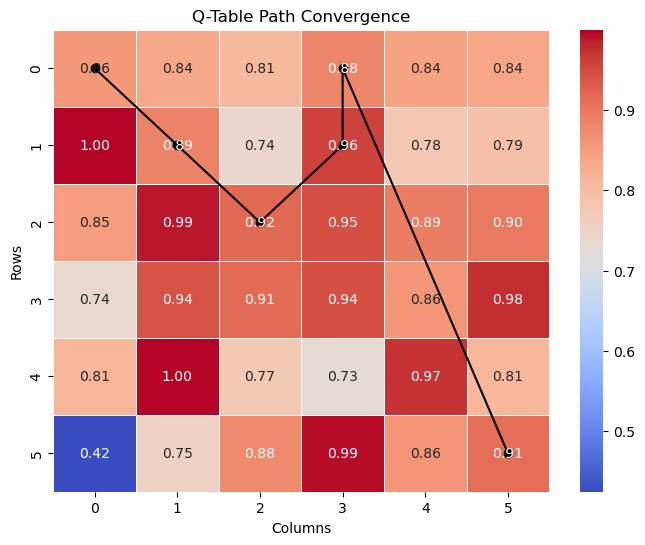 Q-Table Path Convergence
0 0.86 0.84 0.81 0.88 0.84 0.84
1 1.00 0.89 0.74 0.96 0.78 0.79
2 0.85 0.99 0.92 0.95 0.89 0.90
3 0.74 0.94 0.91 0.94 0.86 0.98
4 0.81 1.00 0.77 0.73 0.97 0.81
5 0.42 0.75 0.88 0.99 0.86 0.91
0 1 2 3 4 5
Rows
Columns
0.9
0.8
0.7
0.6
0.5